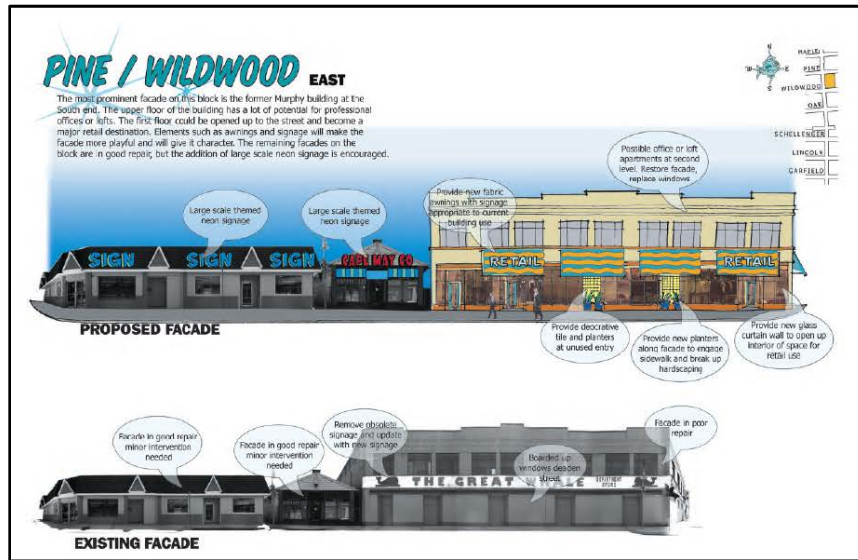 PINE / WILDWOOD EAST
The most prominent facade on this block is the former Murphy building at the
South end. The upper floor of the building has a lot of potential for professional
offices or lofts. The first floor could be opened up to the street and become a
major retail destination. Elements such as awnings and signage will make the
facade more playful and will give it character. The remaining facades on the
block are in good repair, but the addition of large scale neon signage is encouraged.
N
W
E
S
MAPLE
PINE
WILDWOOD
OAK
SCHELLENGER
LINCOLN
GARFIELD
Large scale themed
neon signage
Large scale themed
neon signage
Provide new fabric
awnings with signage
appropriate to current
building use
Possible office or loft
apartments at second
level. Restore facade,
replace windows
SIGN
SIGN
SIGN
CABL MAY CO
RETAIL
RETAIL
PROPOSED FACADE
Provide decorative
tile and planters
at unused entry
Provide new planters
along facade to engage
sidewalk and break up
hardscaping
Provide new glass
curtain wall to open up
interior of space for
retail use
Facade in good repair
minor intervention
needed
Facade in good repair
minor intervention
needed
Remove obsolete
signage and update
with new signage
Boarded up
windows deaden
street
Facade in poor
repair
THE GREAT WHALE
DEPARTMENT
STORE
EXISTING FACADE